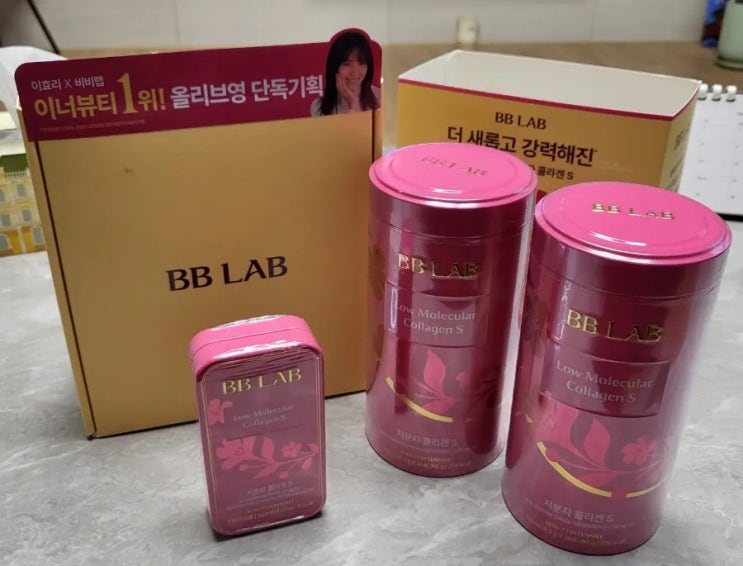 이효리 X 비비랩
이너뷰티 1위! 올리브영 단독기획
BB LAB
BB LAB
더 새롭고 강력해진
콜라겐 S
BB LAB
Low Molecular
Collagen S
저분자 콜라겐 S
BB LAB
BB LAB
Low Molecular
Collagen S
저분자 콜라겐 S
BB LAB
BB LAB
Low Molecular
Collagen S
저분자 콜라겐 S